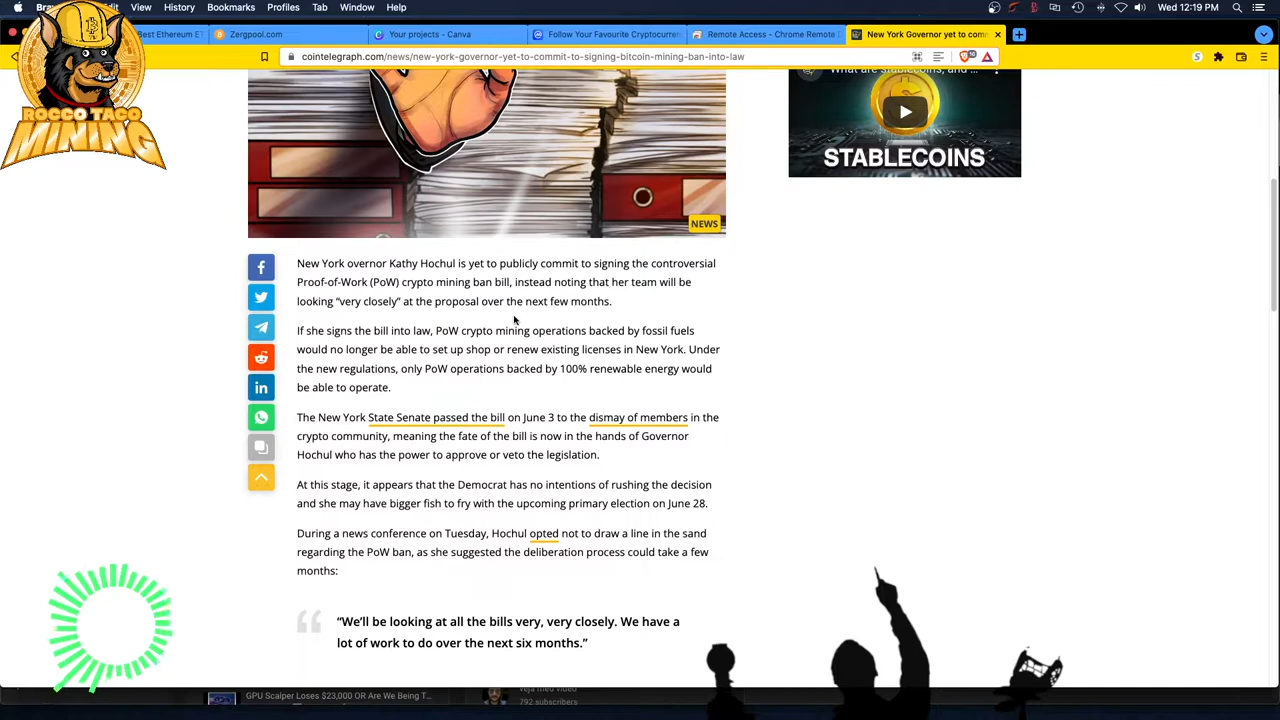 Edit View History Bookmarks Profiles Tab Window Help
Wed 12:19 PM
Best Ethereum ET
Zergpool.com
Your projects - Canva
Follow Your Favourite Cryptocurrenc
Remote Access - Chrome Remote D
New York Governor yet to comm
cointelegraph.com/news/new-york-governor-yet-to-commit-to-signing-bitcoin-mining-ban-into-law
ROCCO TACO
MINING
What are stablecoins, and ...
STABLECOINS
NEWS
New York overnor Kathy Hochul is yet to publicly commit to signing the controversial
Proof-of-Work (PoW) crypto mining ban bill, instead noting that her team will be
looking “very closely” at the proposal over the next few months.
If she signs the bill into law, PoW crypto mining operations backed by fossil fuels
would no longer be able to set up shop or renew existing licenses in New York. Under
the new regulations, only PoW operations backed by 100% renewable energy would
be able to operate.
The New York State Senate passed the bill on June 3 to the dismay of members in the
crypto community, meaning the fate of the bill is now in the hands of Governor
Hochul who has the power to approve or veto the legislation.
At this stage, it appears that the Democrat has no intentions of rushing the decision
and she may have bigger fish to fry with the upcoming primary election on June 28.
During a news conference on Tuesday, Hochul opted not to draw a line in the sand
regarding the PoW ban, as she suggested the deliberation process could take a few
months:
“We’ll be looking at all the bills very, very closely. We have a
lot of work to do over the next six months.”
GPU Scalper Loses $23,000 OR Are We Being T...
792 subscribers